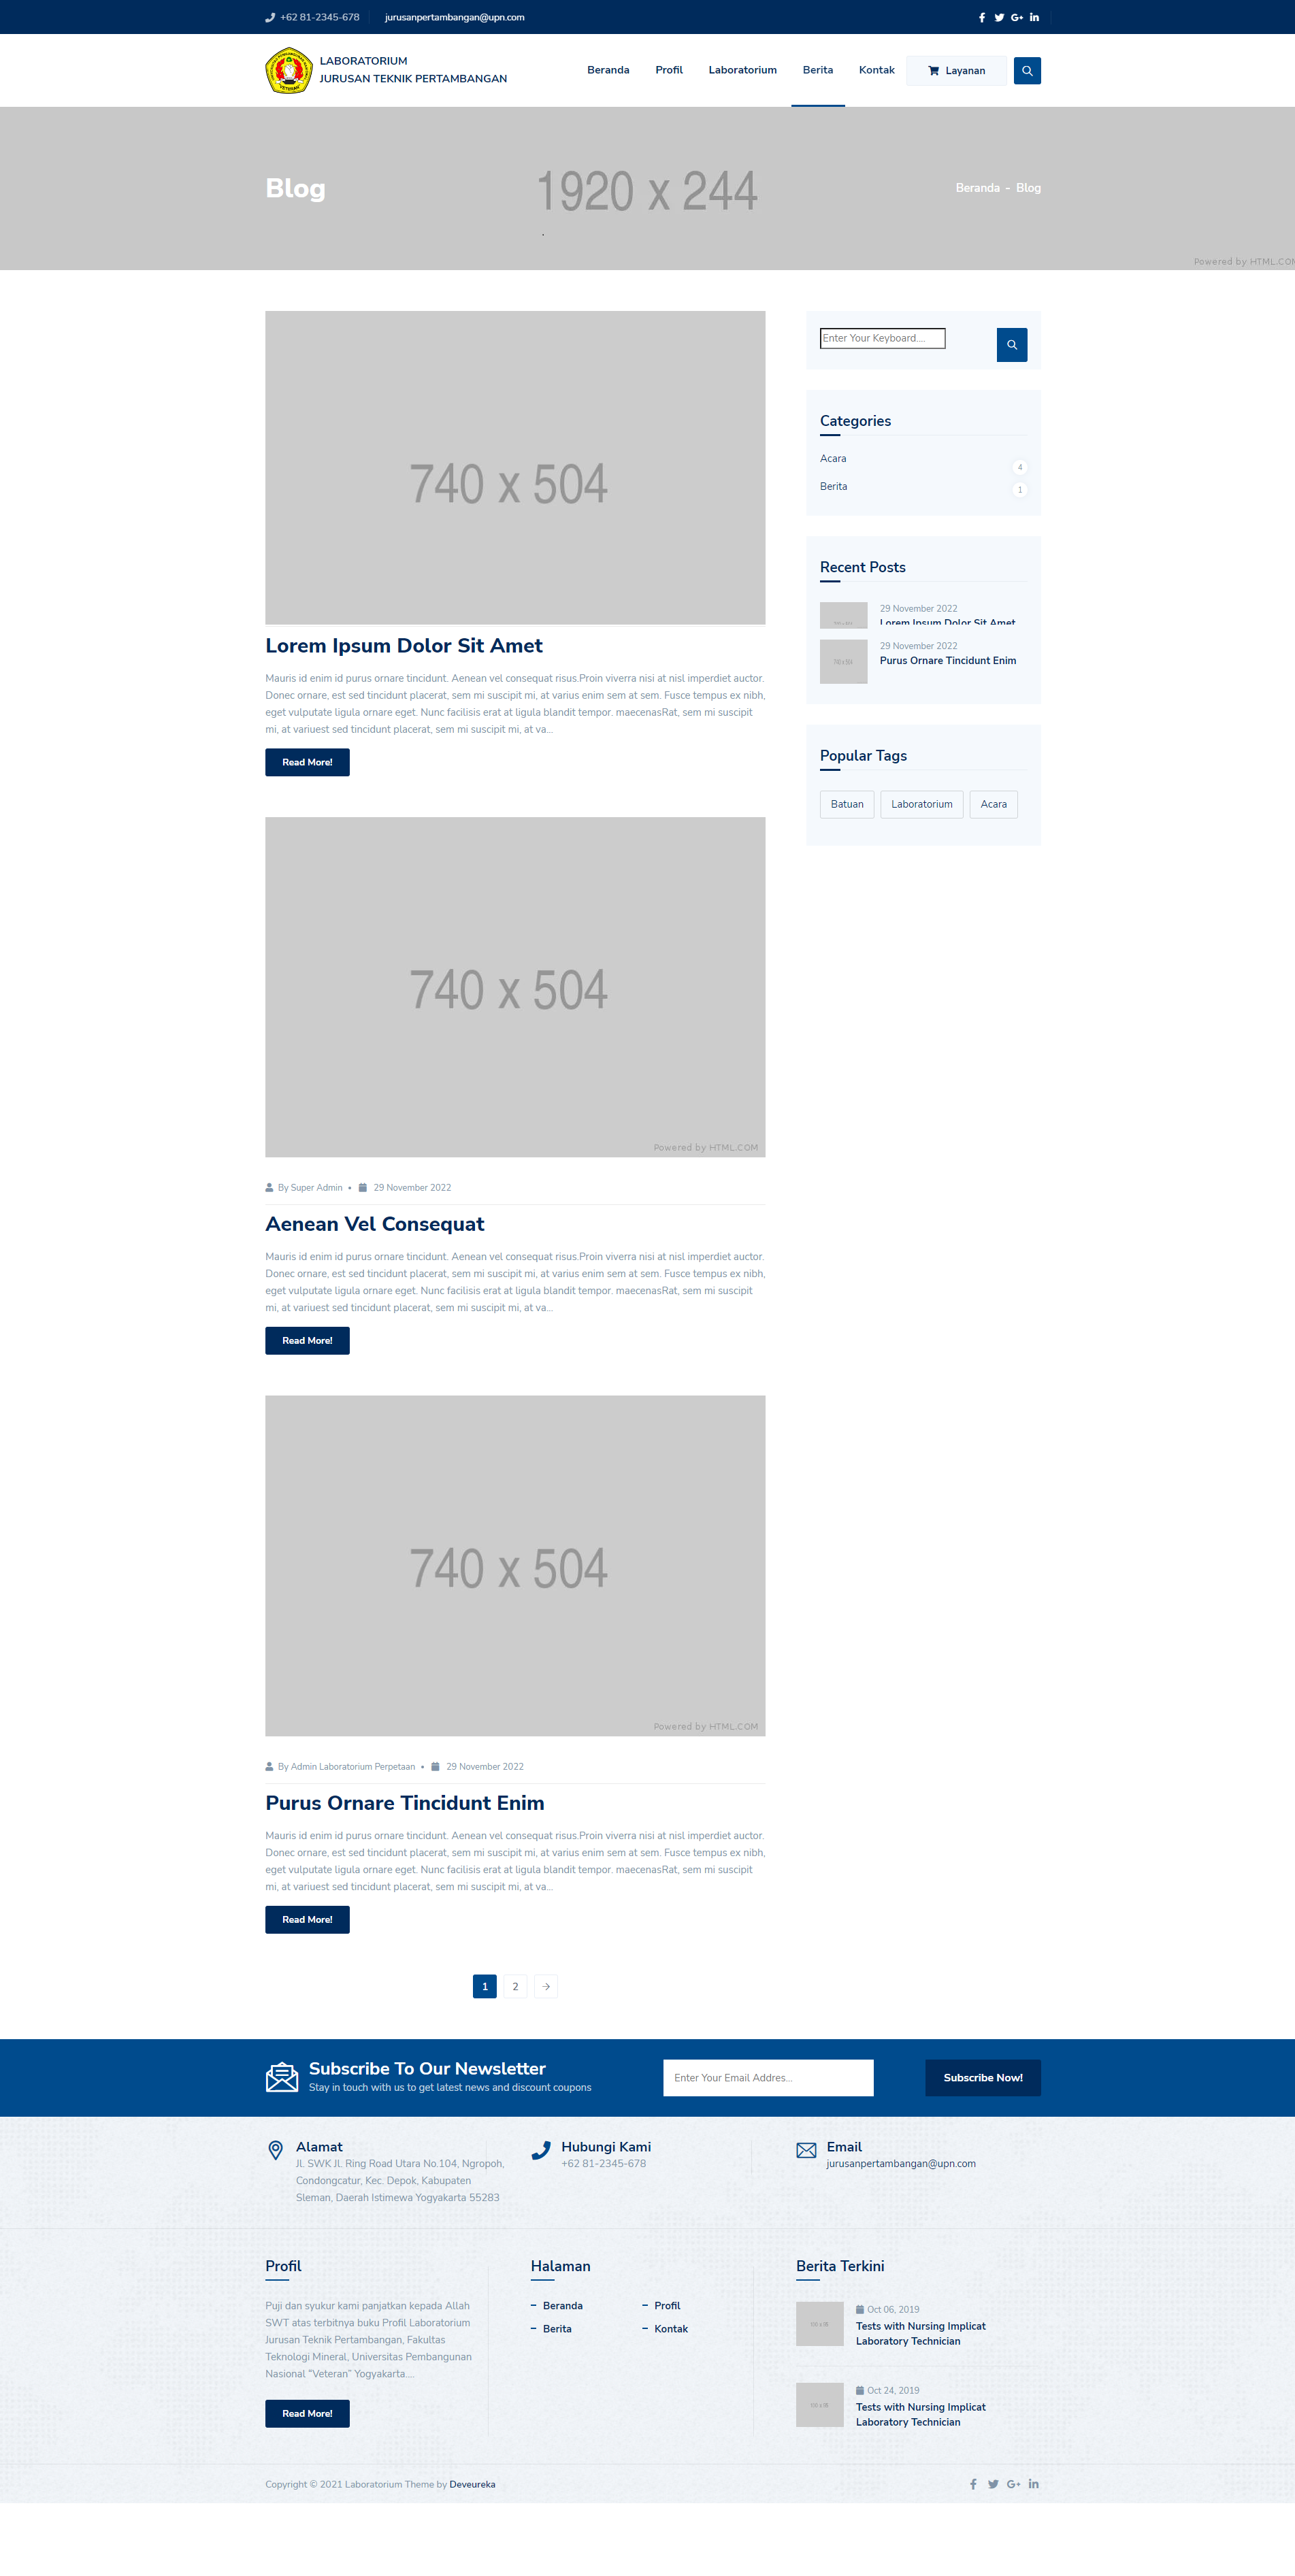 +62 81-2345-678
jurusanpertambangan@upn.com
LABORATORIUM
JURUSAN TEKNIK PERTAMBANGAN
Beranda
Profil
Laboratorium
Berita
Kontak
Layanan
Blog
1920 x 244
Beranda - Blog
Powered by HTML.COM
740 x 504
Lorem Ipsum Dolor Sit Amet
Mauris id enim id purus ornare tincidunt. Aenean vel consequat risus.Proin viverra nisi at nisl imperdiet auctor.
Donec ornare, est sed tincidunt placerat, sem mi suscipit mi, at varius enim sem at sem. Fusce tempus ex nibh,
eget vulputate ligula ornare eget. Nunc facilisis erat at ligula blandit tempor. maecenasRat, sem mi suscipit
mi, at variuest sed tincidunt placerat, sem mi suscipit mi, at va...
Read More!
740 x 504
Powered by HTML.COM
By Super Admin • 29 November 2022
Aenean Vel Consequat
Mauris id enim id purus ornare tincidunt. Aenean vel consequat risus.Proin viverra nisi at nisl imperdiet auctor.
Donec ornare, est sed tincidunt placerat, sem mi suscipit mi, at varius enim sem at sem. Fusce tempus ex nibh,
eget vulputate ligula ornare eget. Nunc facilisis erat at ligula blandit tempor. maecenasRat, sem mi suscipit
mi, at variuest sed tincidunt placerat, sem mi suscipit mi, at va...
Read More!
740 x 504
Powered by HTML.COM
By Admin Laboratorium Perpetaan • 29 November 2022
Purus Ornare Tincidunt Enim
Mauris id enim id purus ornare tincidunt. Aenean vel consequat risus.Proin viverra nisi at nisl imperdiet auctor.
Donec ornare, est sed tincidunt placerat, sem mi suscipit mi, at varius enim sem at sem. Fusce tempus ex nibh,
eget vulputate ligula ornare eget. Nunc facilisis erat at ligula blandit tempor. maecenasRat, sem mi suscipit
mi, at variuest sed tincidunt placerat, sem mi suscipit mi, at va...
Read More!
1
2
Enter Your Keyboard....
Categories
Acara
4
Berita
1
Recent Posts
29 November 2022
Lorem Ipsum Dolor Sit Amet
29 November 2022
Purus Ornare Tincidunt Enim
Popular Tags
Batuan
Laboratorium
Acara
Subscribe To Our Newsletter
Stay in touch with us to get latest news and discount coupons
Enter Your Email Addres...
Subscribe Now!
Alamat
Jl. SWK Jl. Ring Road Utara No.104, Ngropoh,
Condongcatur, Kec. Depok, Kabupaten
Sleman, Daerah Istimewa Yogyakarta 55283
Hubungi Kami
+62 81-2345-678
Email
jurusanpertambangan@upn.com
Profil
Puji dan syukur kami panjatkan kepada Allah
SWT atas terbitnya buku Profil Laboratorium
Jurusan Teknik Pertambangan, Fakultas
Teknologi Mineral, Universitas Pembangunan
Nasional "Veteran" Yogyakarta....
Read More!
Halaman
Beranda
Profil
Berita
Kontak
Berita Terkini
Oct 06, 2019
Tests with Nursing Implicat
Laboratory Technician
Oct 24, 2019
Tests with Nursing Implicat
Laboratory Technician
Copyright © 2021 Laboratorium Theme by Deveureka